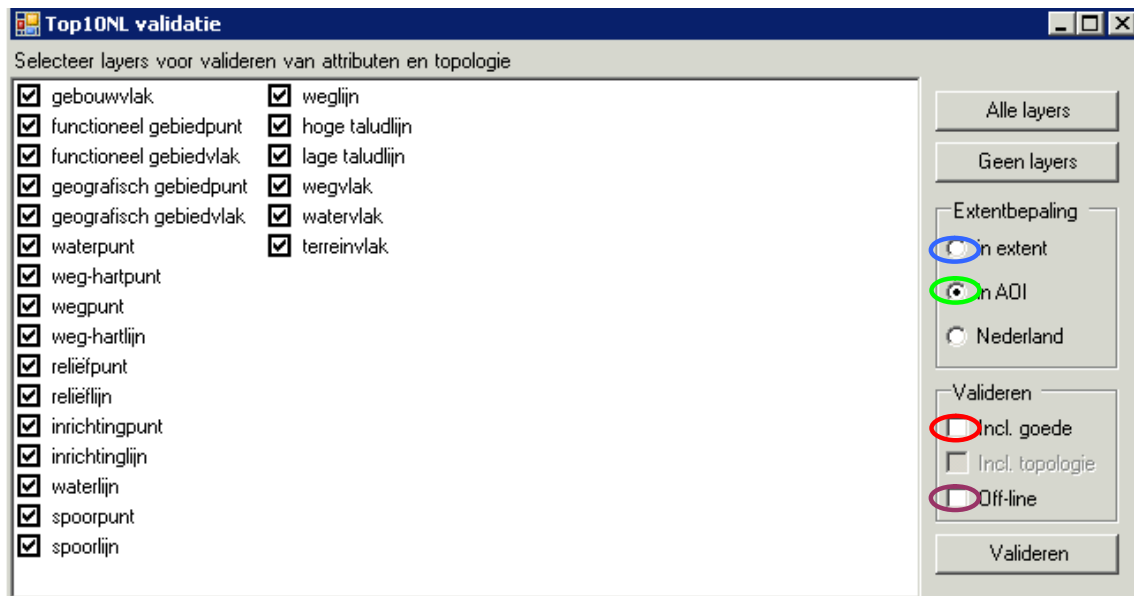 Top10NL validatie
Selecteer layers voor valideren van attributen en topologie
gebouwvlak
functioneel gebiedpunt
functioneel gebiedvlak
geografisch gebiedpunt
geografisch gebiedvlak
waterpunt
weg-hartpunt
wegpunt
weg-hartlijn
reliëfpunt
reliëflijn
inrichtingpunt
inrichtinglijn
waterlijn
spoorpunt
spoorlijn
weglijn
hoge taludlijn
lage taludlijn
wegvlak
watervlak
terreinvlak
Alle layers
Geen layers
Extentbepaling
in extent
in AOI
Nederland
Valideren
Incl. goede
Incl. topologie
Off-line
Valideren